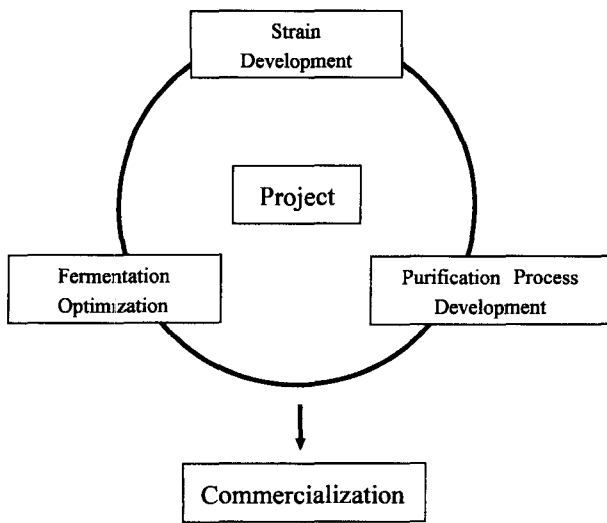 Strain
Development
Project
Fermentation
Optimization
Purification Process
Development
Commercialization